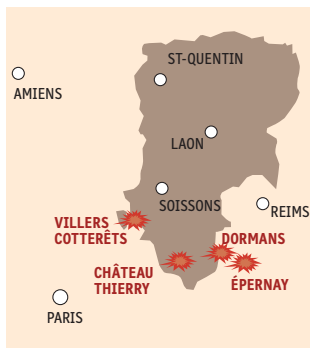 ST-QUENTIN
AMIENS
LAON
SOISSONS
REIMS
VILLERS
COTTERÊTS
DORMANS
CHÂTEAU
THIERRY
ÉPERNAY
PARIS